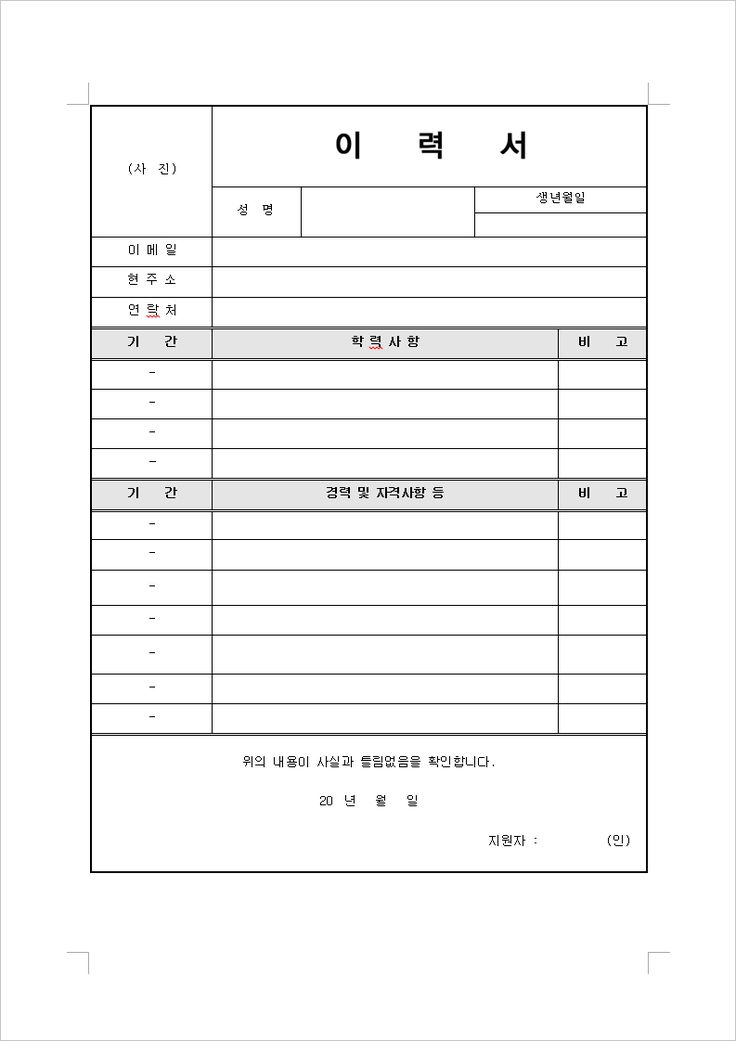 이 력 서
(사 진)
성 명
생년월일
이 메 일
현 주 소
연 락 처
기 간 학 력 사 항 비 고
-
-
-
-
기 간 경력 및 자격사항 등 비 고
-
-
-
-
-
-
-
위의 내용이 사실과 틀림없음을 확인합니다.
20 년 월 일
지원자 : (인)